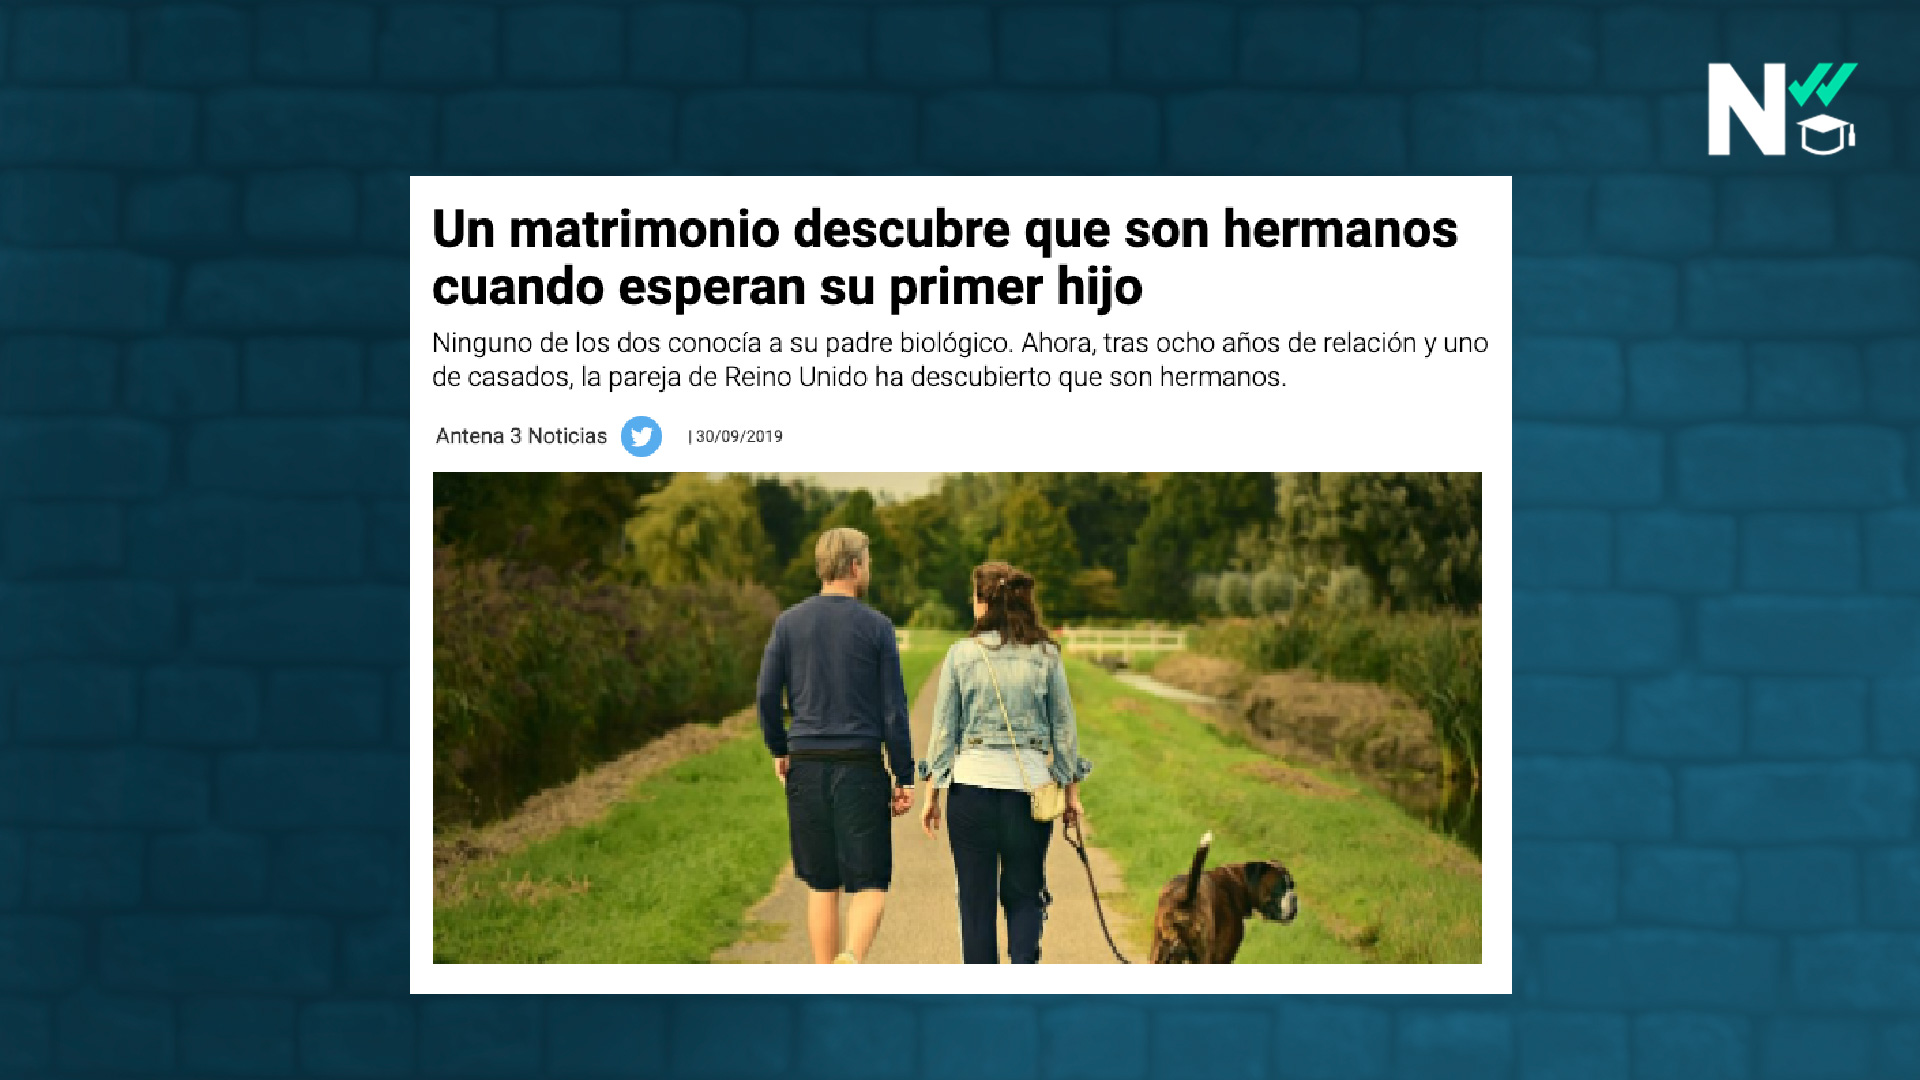 N
Un matrimonio descubre que son hermanos
cuando esperan su primer hijo
Ninguno de los dos conocía a su padre biológico. Ahora, tras ocho años de relación y uno
de casados, la pareja de Reino Unido ha descubierto que son hermanos.
Antena 3 Noticias | 30/09/2019